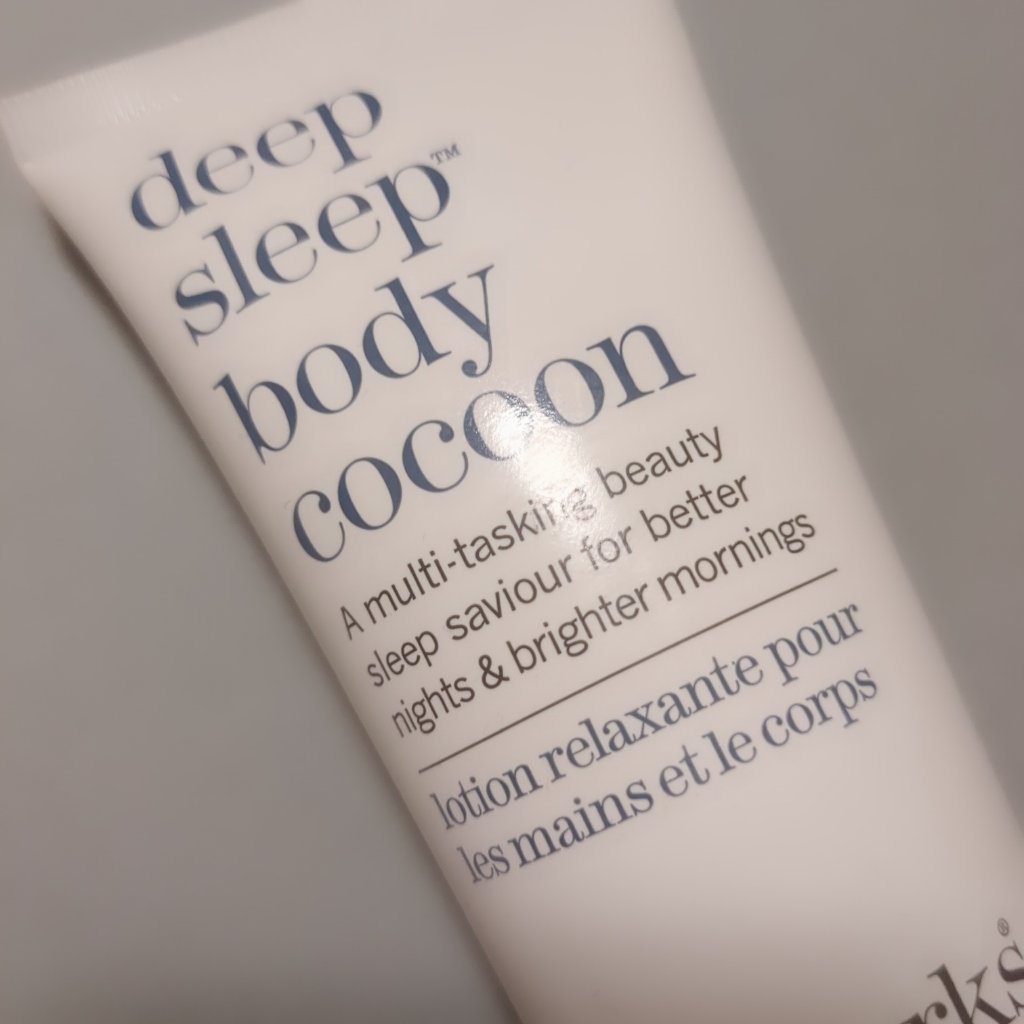 deep
sleep™
body
cocoon
A multi-tasking beauty
sleep saviour for better
nights & brighter mornings
lotion relaxante pour
les mains et le corps
rks®